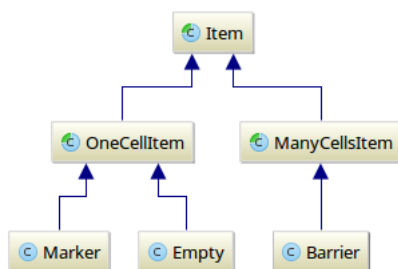 C Item
C OneCellItem
C ManyCellsItem
C Marker
C Empty
C Barrier